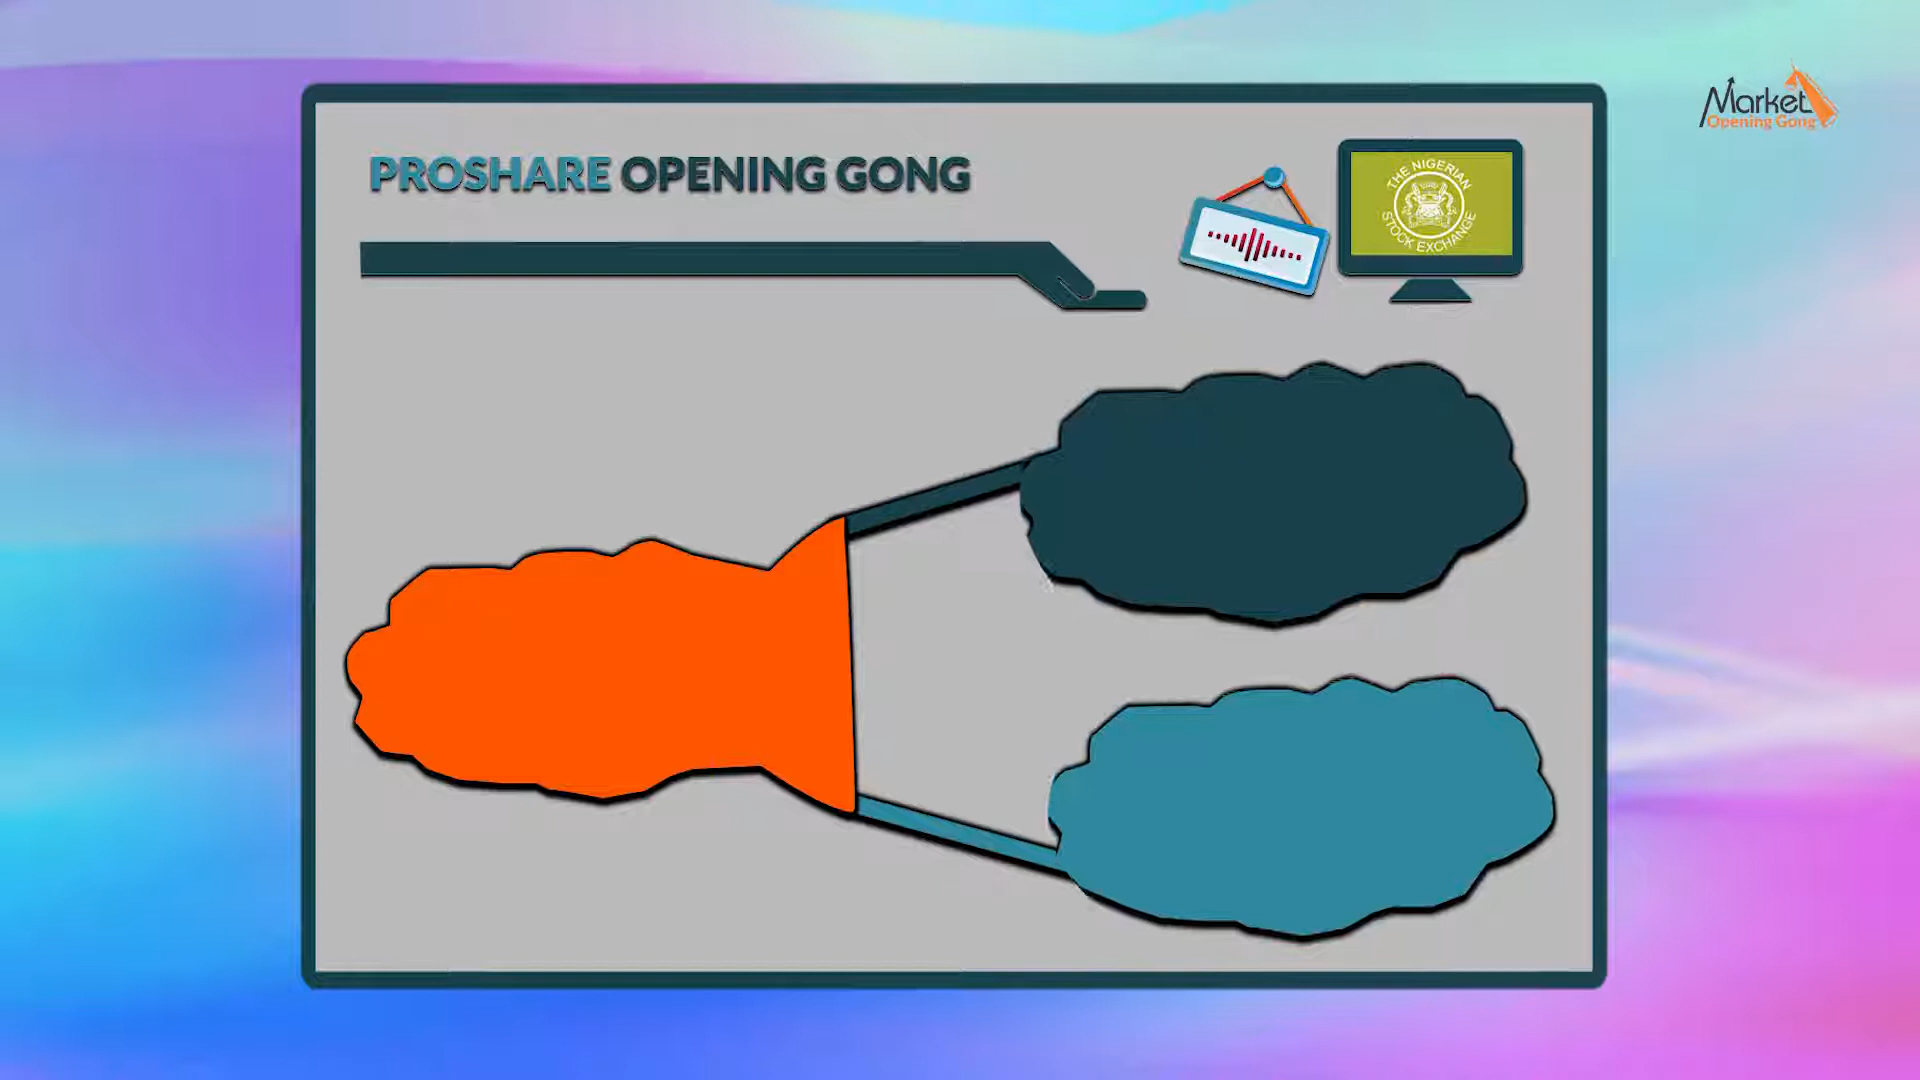 Market
Opening Gong
PROSHARE OPENING GONG
THE NIGERIAN
STOCK EXCHANGE